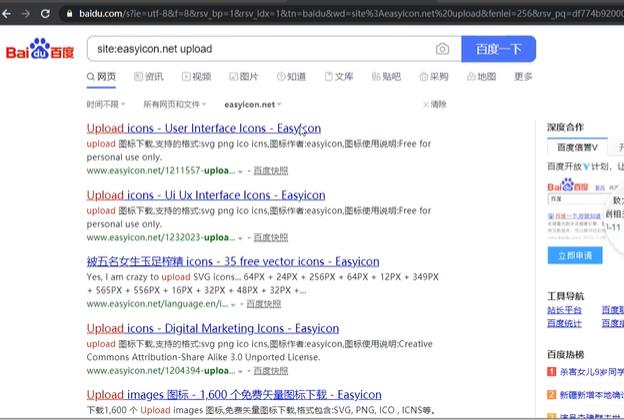 baidu.com/s?ie=utf-8&f=8&rsv_bp=1&rsv_idx=1&tn=baidu&wd=site%3Aeasyicon.net%20upload&fenlei=256&rsv_pq=df774b92000
Bai du 百度
site:easyicon.net upload
百度一下
网页 资讯 视频 图片 知道 文库 贴吧 采购 地图 更多
时间不限 所有网页和文件 easyicon.net ×清除
Upload icons - User Interface Icons - Easyicon
upload 图标下载,支持的格式:svg png ico icns,图标作者:easyicon,图标使用说明:Free for
personal use only.
www.easyicon.net/1211557-uploa... - 百度快照
Upload icons - Ui Ux Interface Icons - Easyicon
upload 图标下载,支持的格式:svg png ico icns,图标作者:easyicon,图标使用说明:Free for
personal use only.
www.easyicon.net/1232023-uploa... - 百度快照
被五名女生玉足榨精 icons - 35 free vector icons - Easyicon
Yes, I am crazy to upload SVG icons... 64PX + 24PX + 256PX + 64PX + 12PX + 349PX
+ 565PX + 556PX + 16PX + 32PX + 48PX + 32PX +...
www.easyicon.net/language.en/i... - 百度快照
Upload icons - Digital Marketing Icons - Easyicon
upload 图标下载,支持的格式:svg png ico icns,图标作者:easyicon,图标使用说明:Creative
Commons Attribution-Share Alike 3.0 Unported License.
www.easyicon.net/1204394-uploa... - 百度快照
Upload images 图标 - 1,600 个免费矢量图标下载 - Easyicon
下载1,600 个 Upload images 图标,免费矢量图标下载,格式包含:SVG, PNG, ICO , ICNS等。
深度合作
百度信誉V
百度开放V计划，让
立即申请
工具导航
站长平台 百度联
百度统计 百度指
百度热榜
1 杀害女儿9岁同学
2 新疆新增本地确诊